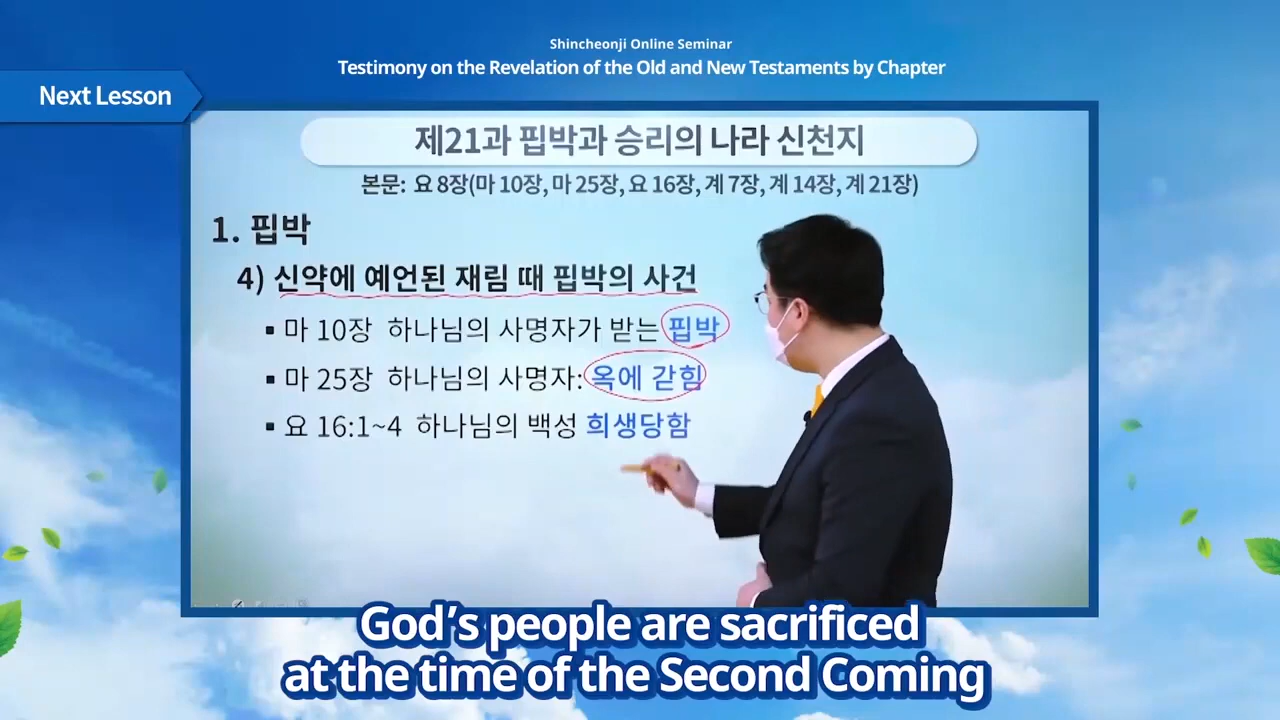 Shincheonji Online Seminar
Testimony on the Revelation of the Old and New Testaments by Chapter
Next Lesson
제21과 핍박과 승리의 나라 신천지
본문: 요 8장(마 10장, 마 25장, 요 16장, 계 7장, 계 14장, 계 21장)
1. 핍박
4) 신약에 예언된 재림 때 핍박의 사건
▪ 마 10장 하나님의 사명자가 받는 핍박
▪ 마 25장 하나님의 사명자: 옥에 갇힘
▪ 요 16:1~4 하나님의 백성 희생당함
God's people are sacrificed
at the time of the Second Coming